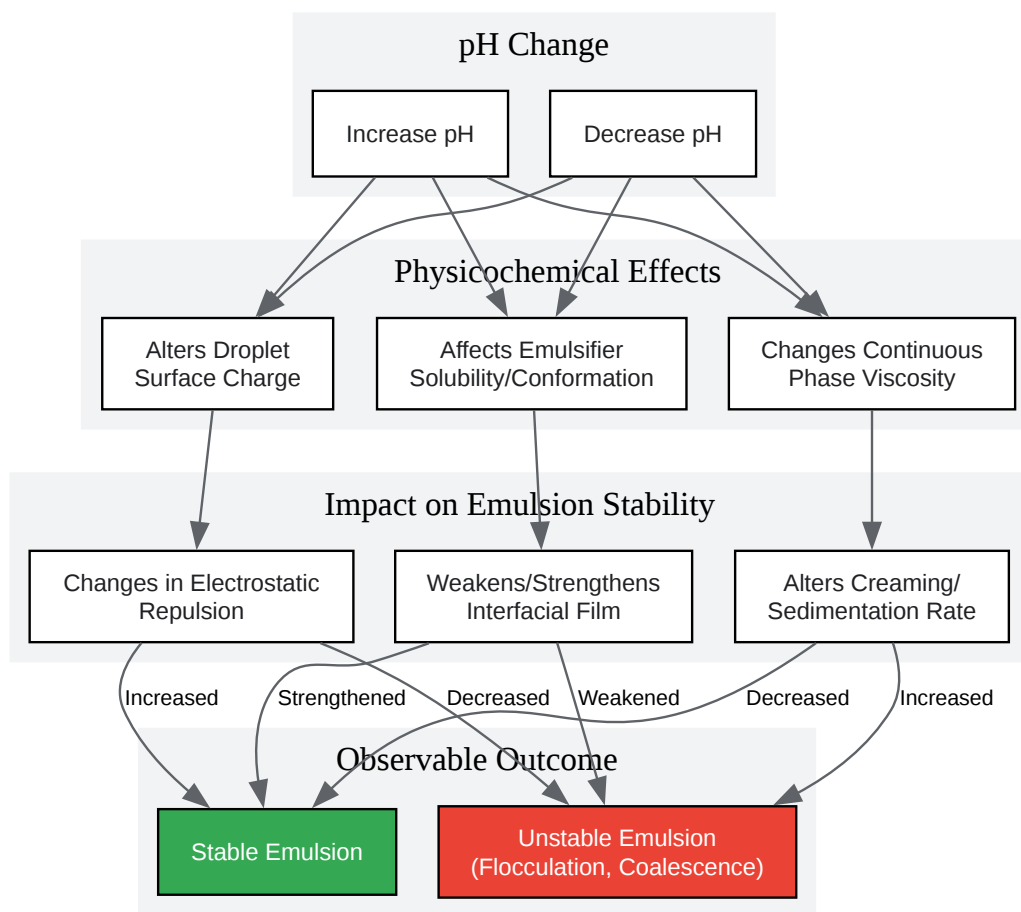 pH Change
Increase pH
Decrease pH
Physicochemical Effects
Alters Droplet
Surface Charge
Affects Emulsifier
Solubility/Conformation
Changes Continuous
Phase Viscosity
Impact on Emulsion Stability
Changes in Electrostatic
Repulsion
Weakens/Strengthens
Interfacial Film
Alters Creaming/
Sedimentation Rate
Increased
Strengthened
Decreased
Weakened
Decreased
Increased
Observable Outcome
Stable Emulsion
Unstable Emulsion
(Flocculation, Coalescence)